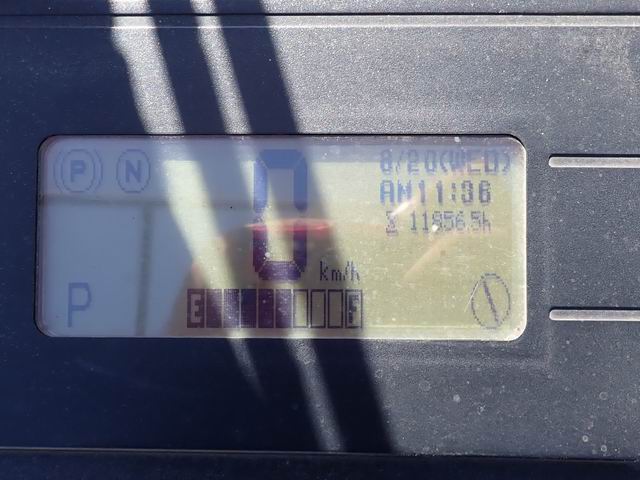 P N 0 8/20(WED)
AM11:36
11856.5h
km/h
P E F